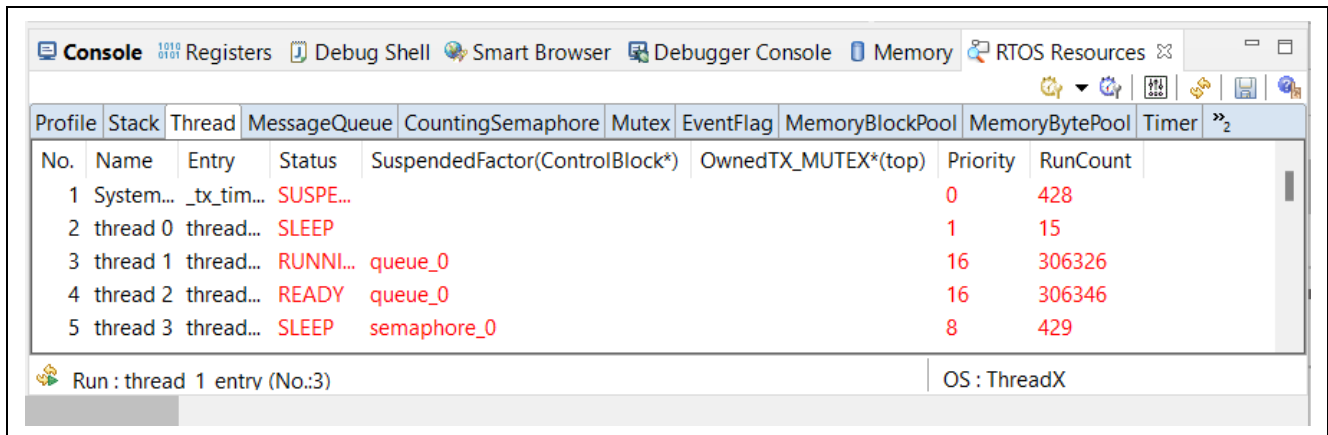 Console Registers Debug Shell Smart Browser Debugger Console Memory RTOS Resources
Profile Stack Thread MessageQueue CountingSemaphore Mutex EventFlag MemoryBlockPool MemoryBytePool Timer »2
No. Name Entry Status SuspendedFactor(ControlBlock*) OwnedTX_MUTEX*(top) Priority RunCount
1 System... _tx_tim... SUSPE... 0 428
2 thread 0 thread... SLEEP 1 15
3 thread 1 thread... RUNNI... queue_0 16 306326
4 thread 2 thread... READY queue_0 16 306346
5 thread 3 thread... SLEEP semaphore_0 8 429
Run : thread_1_entry (No.:3) OS : ThreadX